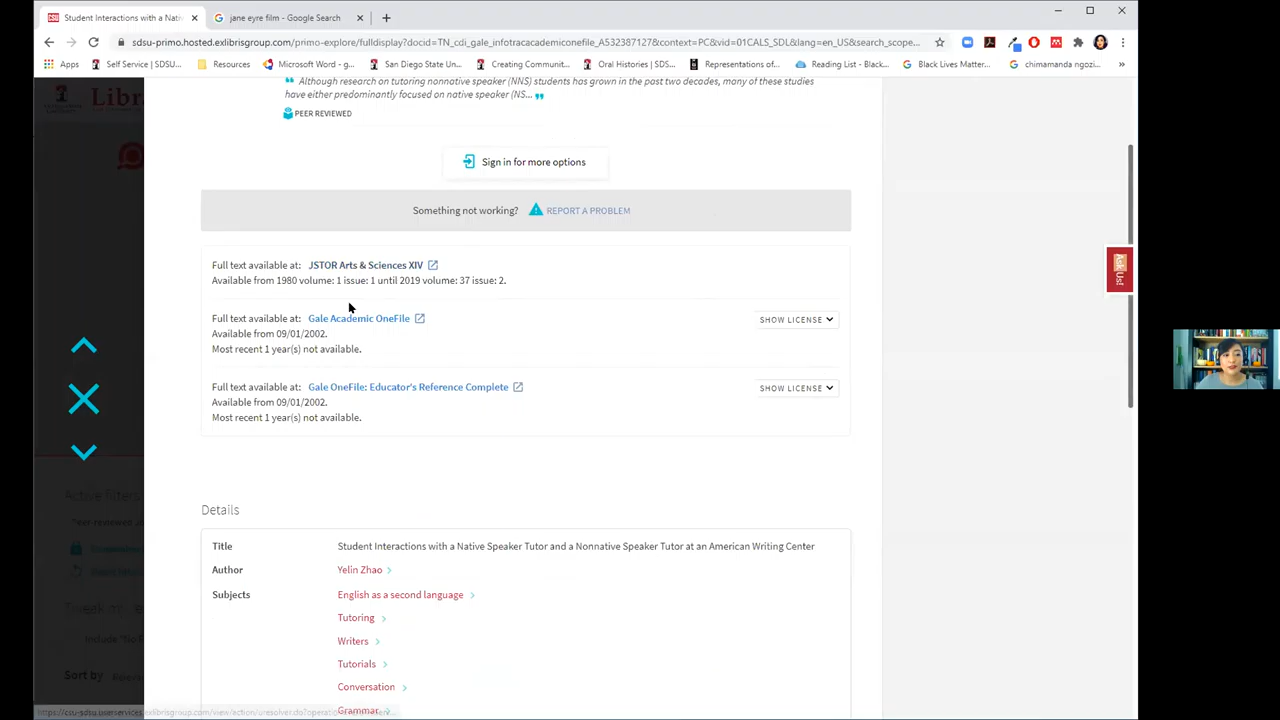 Student Interactions with a Nativ
jane eyre film - Google Search
sdsu-primo.hosted.exlibrisgroup.com/primo-explore/fulldisplay?docid=TN_cdi_gale_infotracacademiconefile_A532387127&context=PC&vid=01CALS_SDL&lang=en_US&search_scope...
Apps
Self Service | SDSU...
Resources
Microsoft Word - g...
San Diego State Un...
Creating Communit...
Oral Histories | SDS...
Representations of...
Reading List - Black...
Black Lives Matter...
chimamanda ngozi...
Libra
Although research on tutoring nonnative speaker (NNS) students has grown in the past two decades, many of these studies
have either predominantly focused on native speaker (NS...
PEER REVIEWED
Sign in for more options
Something not working? REPORT A PROBLEM
Full text available at: JSTOR Arts & Sciences XIV
Available from 1980 volume: 1 issue: 1 until 2019 volume: 37 issue: 2.
Ask Us!
Full text available at: Gale Academic OneFile
SHOW LICENSE
Available from 09/01/2002.
Most recent 1 year(s) not available.
Full text available at: Gale OneFile: Educator's Reference Complete
SHOW LICENSE
Available from 09/01/2002.
Most recent 1 year(s) not available.
Active filters
Details
Title Student Interactions with a Native Speaker Tutor and a Nonnative Speaker Tutor at an American Writing Center
Author Yelin Zhao
Subjects English as a second language
Tutoring
Writers
Tutorials
Sort by
Conversation
Grammar